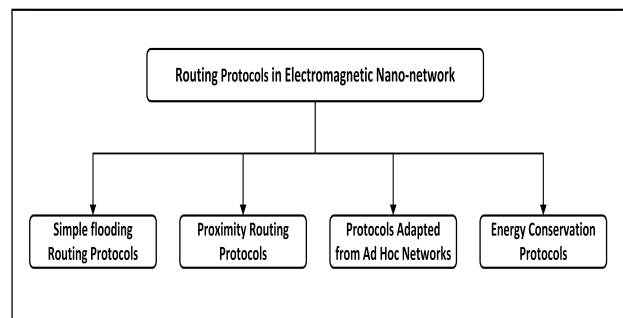 Routing Protocols in Electromagnetic Nano-network
Simple flooding
Routing Protocols
Proximity Routing
Protocols
Protocols Adapted
from Ad Hoc Networks
Energy Conservation
Protocols